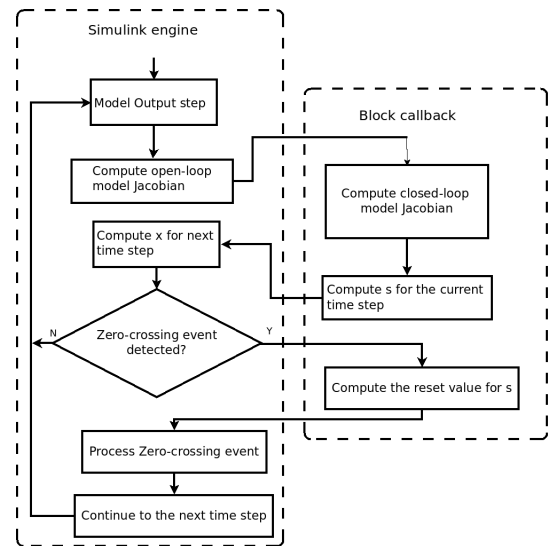 Simulink engine
Model Output step
Compute open-loop
model Jacobian
Block callback
Compute closed-loop
model Jacobian
Compute s for the current
time step
Compute x for next
time step
Zero-crossing event
detected?
N
Y
Compute the reset value for s
Process Zero-crossing event
Continue to the next time step